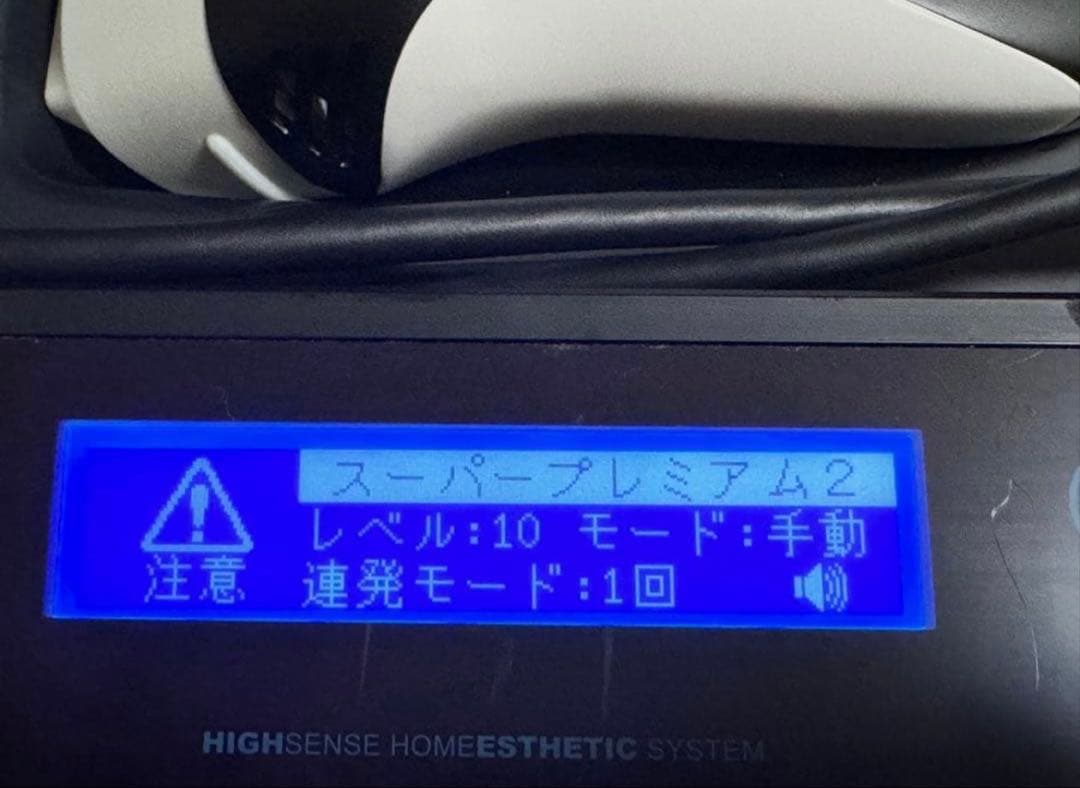 スーパープレミアム2
レベル:10 モード:手動
連発モード:1回
注意
HIGHSENSE HOMEESTHETIC SYSTEM